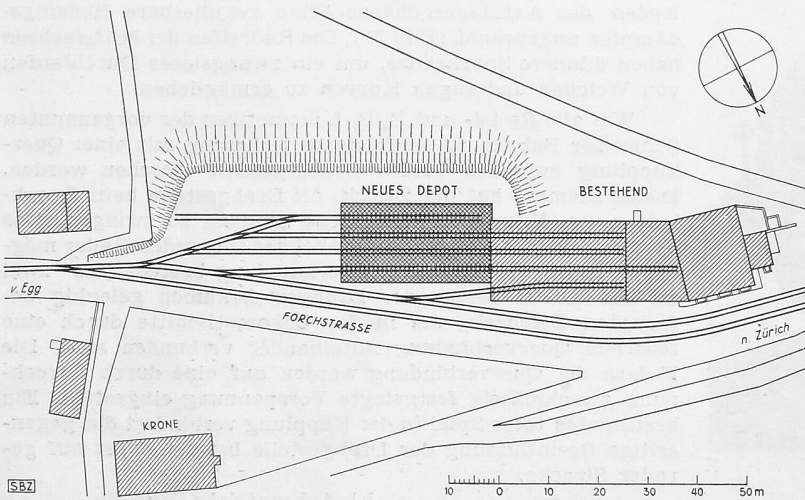 N
NEUES DEPOT
BESTEHEND
v. Egg
FORCHSTRASSE
n. Zürich
KRONE
SBZ
10 0 10 20 30 40 50 m